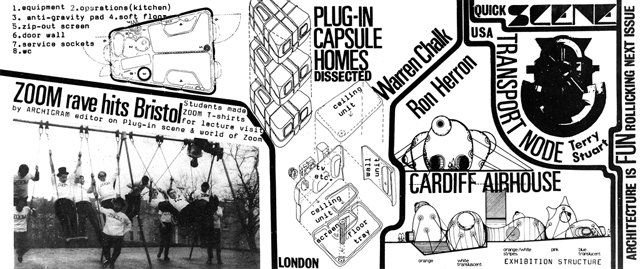 1.equipment 2.operations(kitchen)
3. anti-gravity pad 4.soft floor
5.zip-out screen
6.door wall
7.service sockets
8.wc
ZOOM rave hits Bristol
by ARCHIGRAM editor on Plug-in scene & world of Zoom
Students made
ZOOM T-shirts
for lecture visit
ZOOM
PLUG-IN
CAPSULE
HOMES
DISSECTED
ceiling
unit
tv
etc.
wall
unit
ceiling
unit
screen
floor
tray
LONDON
Warren Chalk
Ron Herron
QUICK
SCENE
USA
TRANSPORT NODE
Terry
Stuart
CARDIFF AIRHOUSE
orange
white
translucent
orange/white
stripes
pink
blue
translucent
EXHIBITION STRUCTURE
ARCHITECTURE IS FUN ROLLICKING NEXT ISSUE